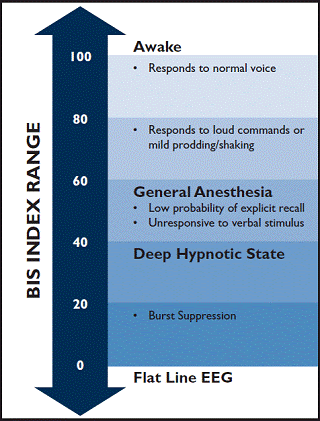 BIS INDEX RANGE
100
80
60
40
20
0
Awake
• Responds to normal voice
• Responds to loud commands or
mild prodding/shaking
General Anesthesia
• Low probability of explicit recall
• Unresponsive to verbal stimulus
Deep Hypnotic State
• Burst Suppression
Flat Line EEG